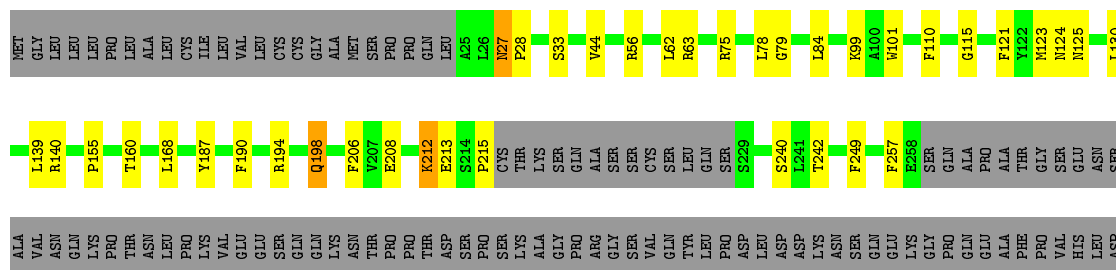 MET GLY LEU LEU LEU PRO LEU ALA LEU CYS ILE LEU VAL LEU CYS CYS GLY ALA MET SER PRO PRO GLN LEU A25 L26 N27 P28 S33 V44 R56 L62 R63 R75 L78 G79 L84 K99 A100 W101 F110 G115 F121 Y122 M123 N124 N125 L130
L139 R140 P155 T160 L168 Y187 F190 R194 Q198 F206 V207 E208 K212 E213 S214 P215 CYS THR LYS SER GLN ALA SER SER CYS SER LEU GLN SER S229 S240 L241 T242 F249 F257 E258 SER GLN ALA PRO ALA THR GLY SER GLU ASN SER
ALA VAL ASN GLN LYS PRO THR THR ASN LEU PRO LYS VAL GLU GLU SER GLN GLN LYS ASN THR PRO PRO THR ASP SER PRO SER LYS ALA GLY PRO ARG GLY SER SER VAL GLN TYR LEU PRO ASP LEU ASP ASP LYS ASN SER GLN GLU LYS GLY PRO GLN GLU ALA PHE PRO VAL HIS LEU ASP